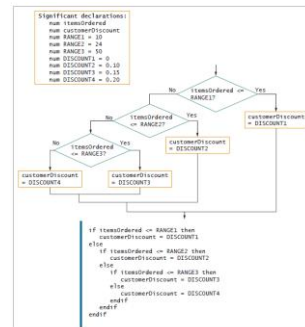 Significant declarations:
num itemsOrdered
num customerDiscount
num RANGE1 = 10
num RANGE2 = 24
num RANGE3 = 50
num DISCOUNT1 = 0
num DISCOUNT2 = 0.10
num DISCOUNT3 = 0.15
num DISCOUNT4 = 0.20
No
itemsOrdered <=
RANGE1?
Yes
No
itemsOrdered <=
RANGE2?
Yes
customerDiscount
= DISCOUNT1
No
itemsOrdered
<= RANGE3?
Yes
customerDiscount
= DISCOUNT2
customerDiscount
= DISCOUNT4
customerDiscount
= DISCOUNT3
if itemsOrdered <= RANGE1 then
customerDiscount = DISCOUNT1
else
if itemsOrdered <= RANGE2 then
customerDiscount = DISCOUNT2
else
if itemsOrdered <= RANGE3 then
customerDiscount = DISCOUNT3
else
customerDiscount = DISCOUNT4
endif
endif
endif